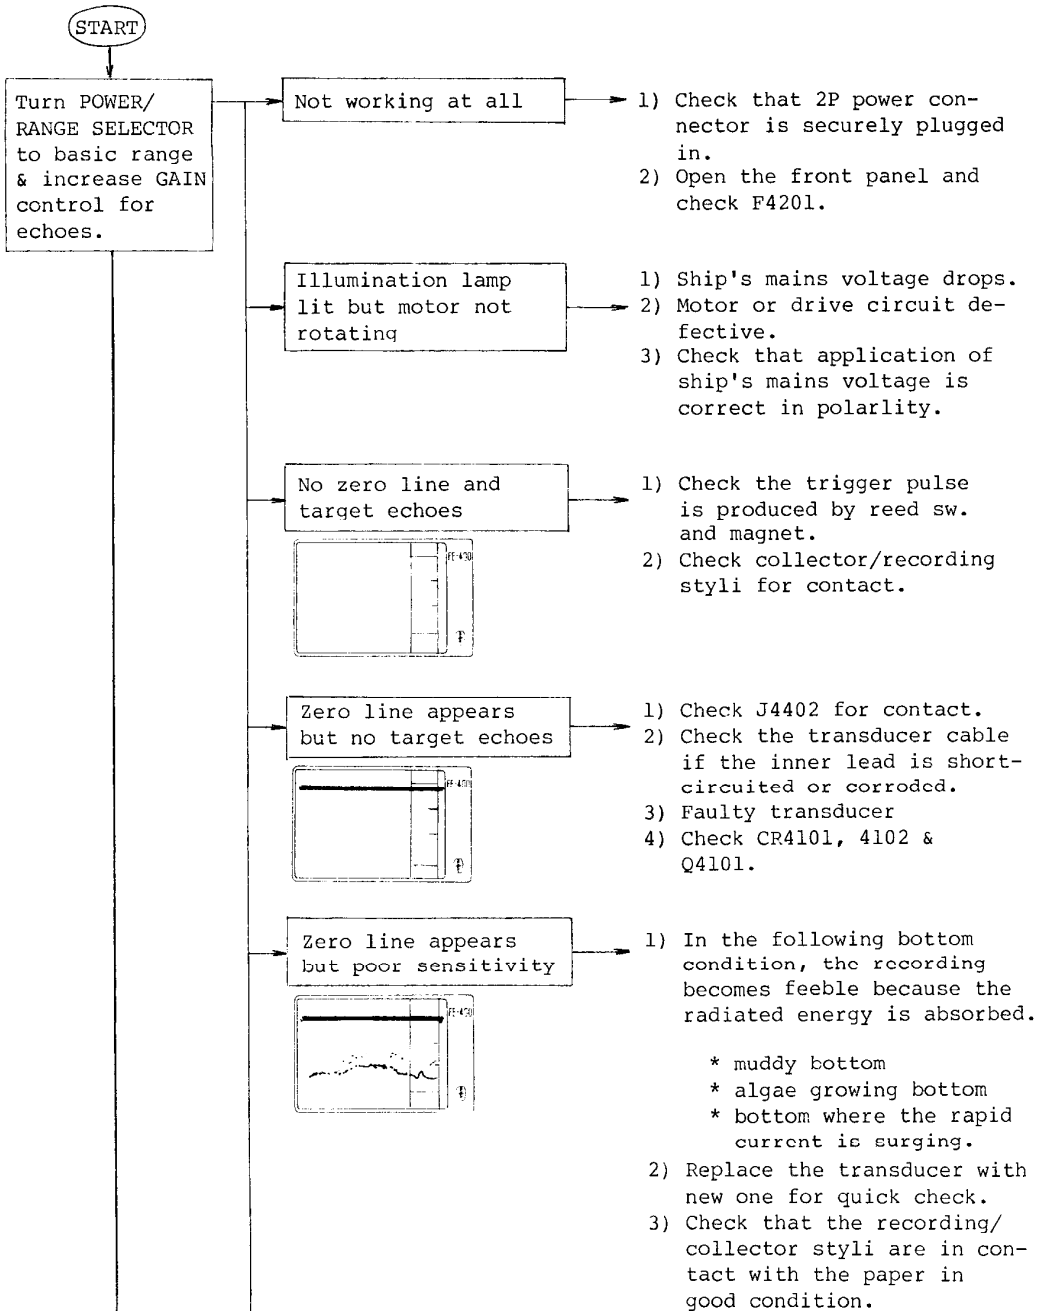 START
Turn POWER/
RANGE SELECTOR
to basic range
& increase GAIN
control for
echoes.
Not working at all
1) Check that 2P power con-
nector is securely plugged
in.
2) Open the front panel and
check F4201.
Illumination lamp
lit but motor not
rotating
1) Ship's mains voltage drops.
2) Motor or drive circuit de-
fective.
3) Check that application of
ship's mains voltage is
correct in polarlity.
No zero line and
target echoes
1) Check the trigger pulse
is produced by reed sw.
and magnet.
2) Check collector/recording
styli for contact.
FE-400
Zero line appears
but no target echoes
1) Check J4402 for contact.
2) Check the transducer cable
if the inner lead is short-
circuited or corroded.
3) Faulty transducer
4) Check CR4101, 4102 &
Q4101.
FE-400
Zero line appears
but poor sensitivity
1) In the following bottom
condition, the recording
becomes feeble because the
radiated energy is absorbed.
* muddy bottom
* algae growing bottom
* bottom where the rapid
current is surging.
2) Replace the transducer with
new one for quick check.
3) Check that the recording/
collector styli are in con-
tact with the paper in
good condition.
FE-400